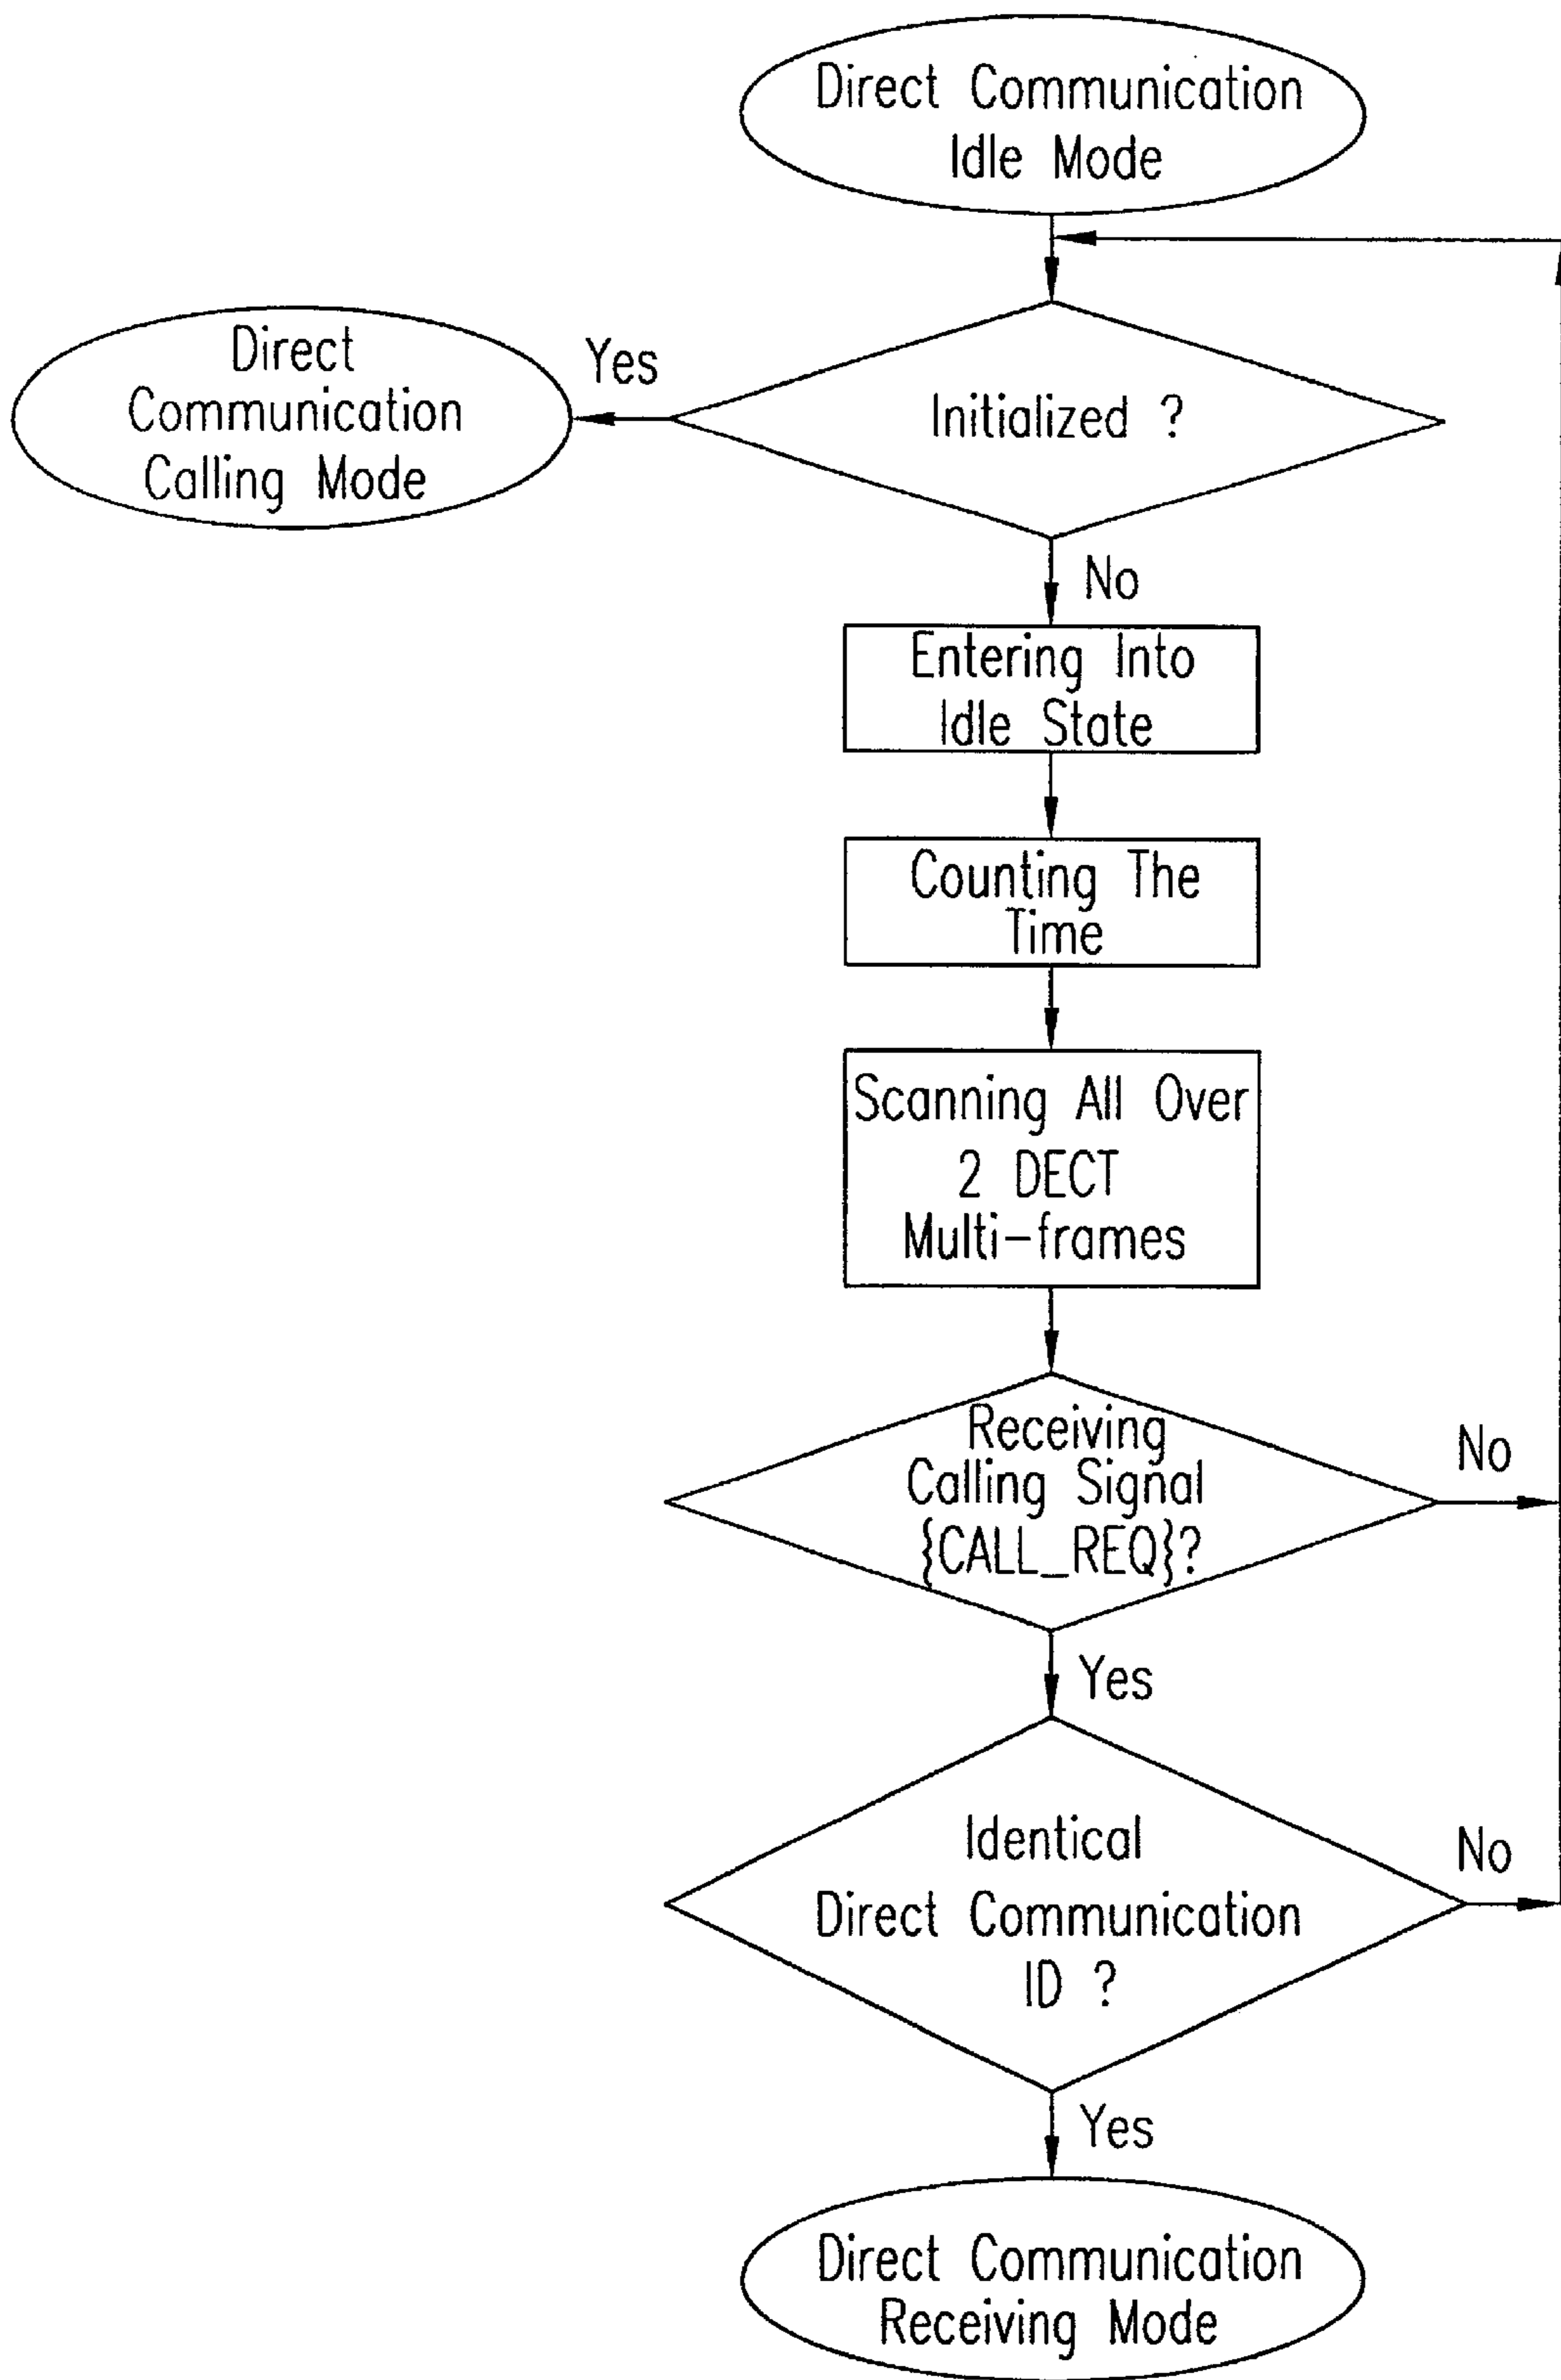 Direct Communication
Idle Mode
Direct
Communication
Calling Mode
Yes
Initialized ?
No
Entering Into
Idle State
Counting The
Time
Scanning All Over
2 DECT
Multi-frames
Receiving
Calling Signal
{CALL_REQ}?
No
Yes
Identical
Direct Communication
ID ?
No
Yes
Direct Communication
Receiving Mode